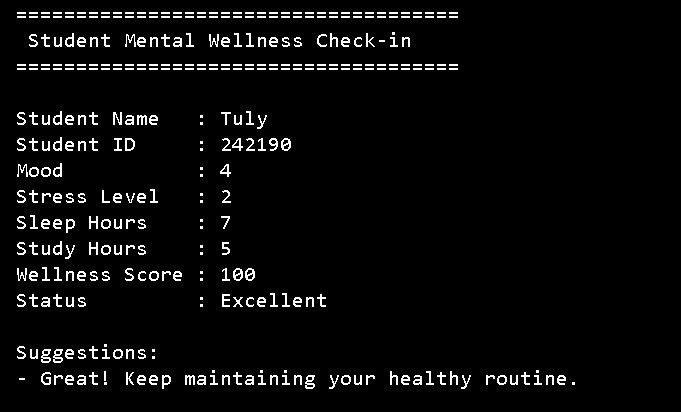 =====================================
 Student Mental Wellness Check-in
=====================================
Student Name   : Tuly
Student ID     : 242190
Mood           : 4
Stress Level   : 2
Sleep Hours    : 7
Study Hours    : 5
Wellness Score : 100
Status         : Excellent
Suggestions:
- Great! Keep maintaining your healthy routine.